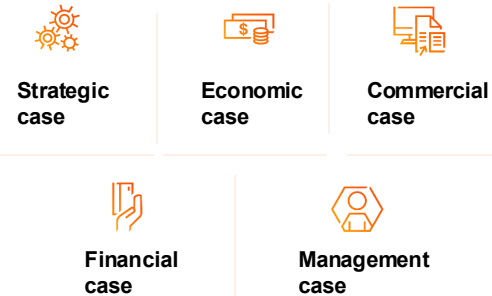 $
Strategic
case
Economic
case
Commercial
case
Financial
case
Management
case